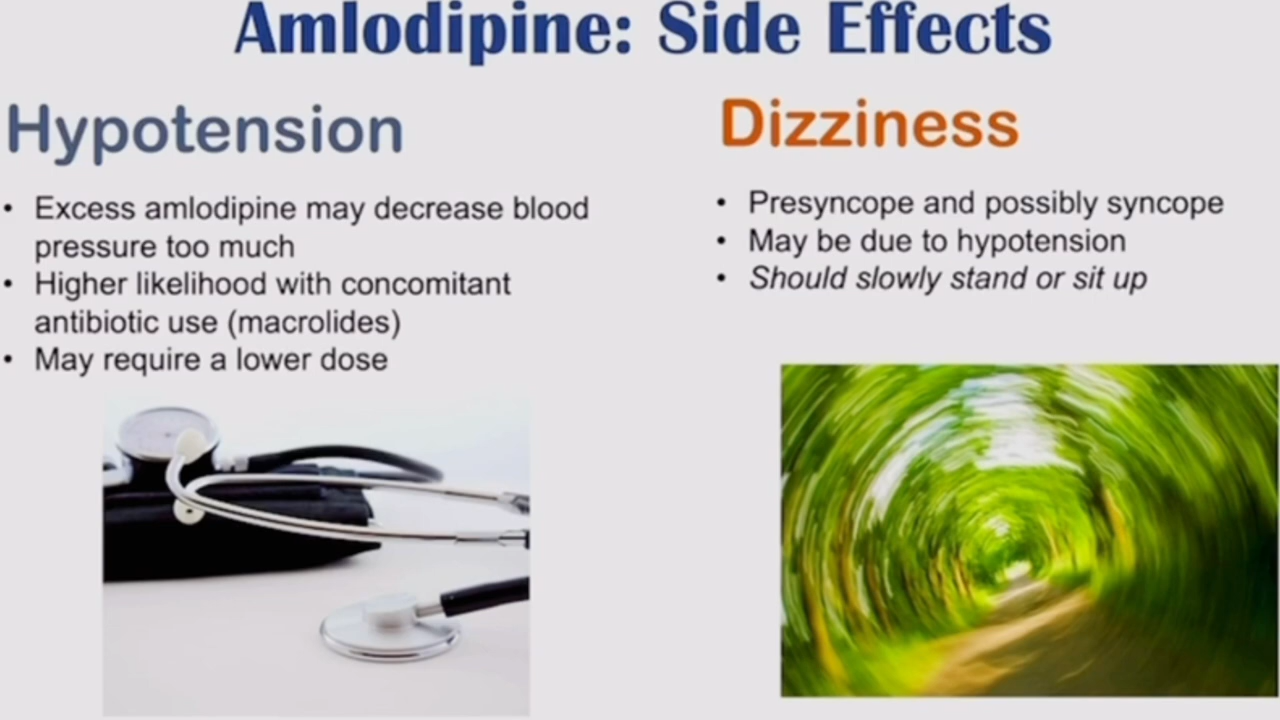 Amlodipine: Side Effects
Hypotension
• Excess amlodipine may decrease blood
pressure too much
• Higher likelihood with concomitant
antibiotic use (macrolides)
• May require a lower dose
Dizziness
• Presyncope and possibly syncope
• May be due to hypotension
• Should slowly stand or sit up